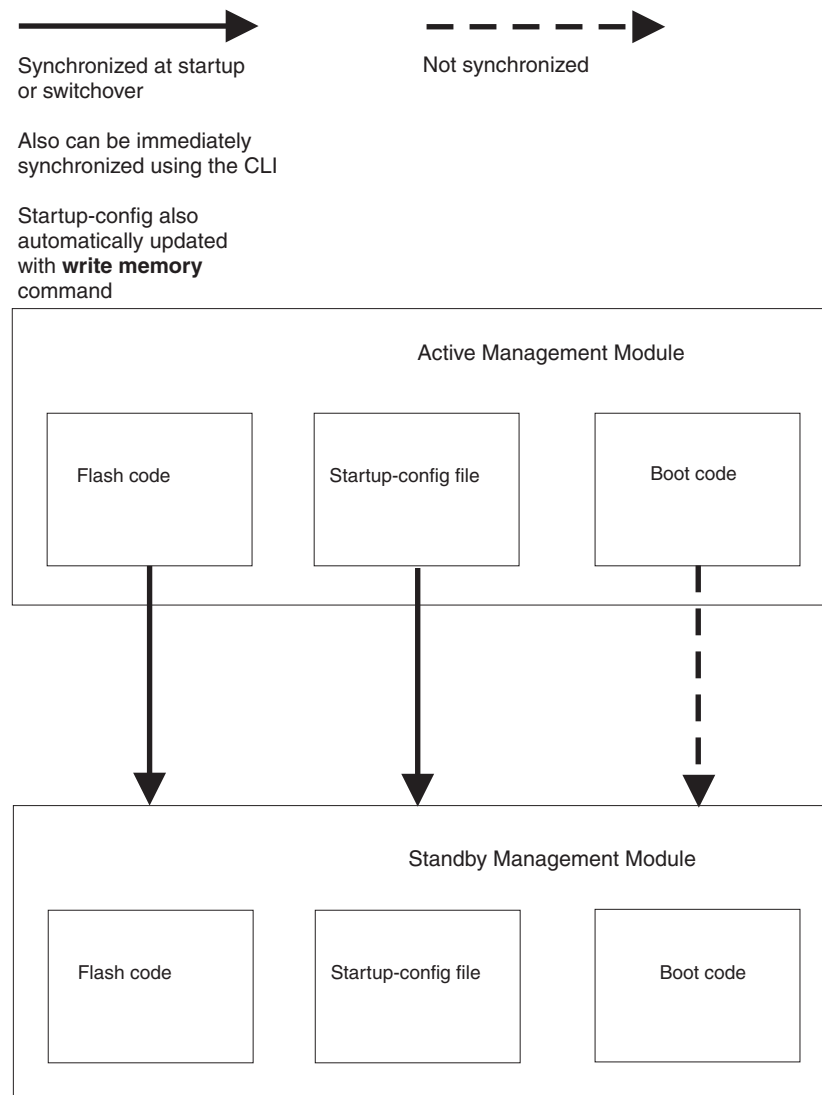 Synchronized at startup
or switchover
Not synchronized
Also can be immediately
synchronized using the CLI
Startup-config also
automatically updated
with write memory
command
Active Management Module
Flash code
Startup-config file
Boot code
Standby Management Module
Flash code
Startup-config file
Boot code